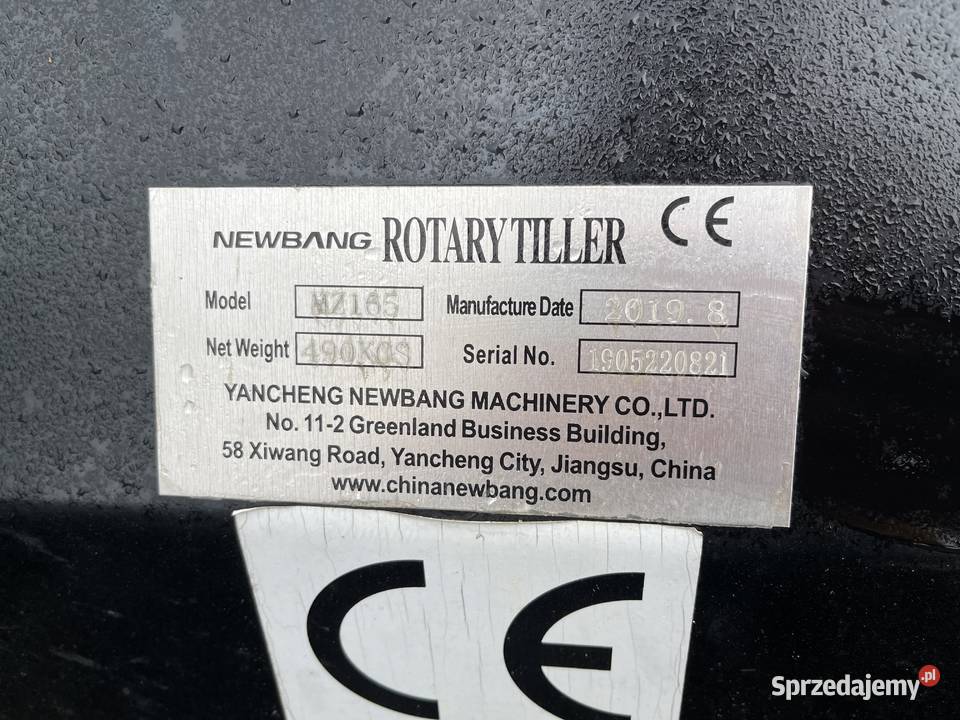 NEWBANG ROTARY TILLER CE
Model MZ165 Manufacture Date 2019.8
Net Weight 490KGS Serial No. 1905220821
YANCHENG NEWBANG MACHINERY CO.,LTD.
No. 11-2 Greenland Business Building,
58 Xiwang Road, Yancheng City, Jiangsu, China
www.chinanewbang.com
CE
Sprzedajemy.pl